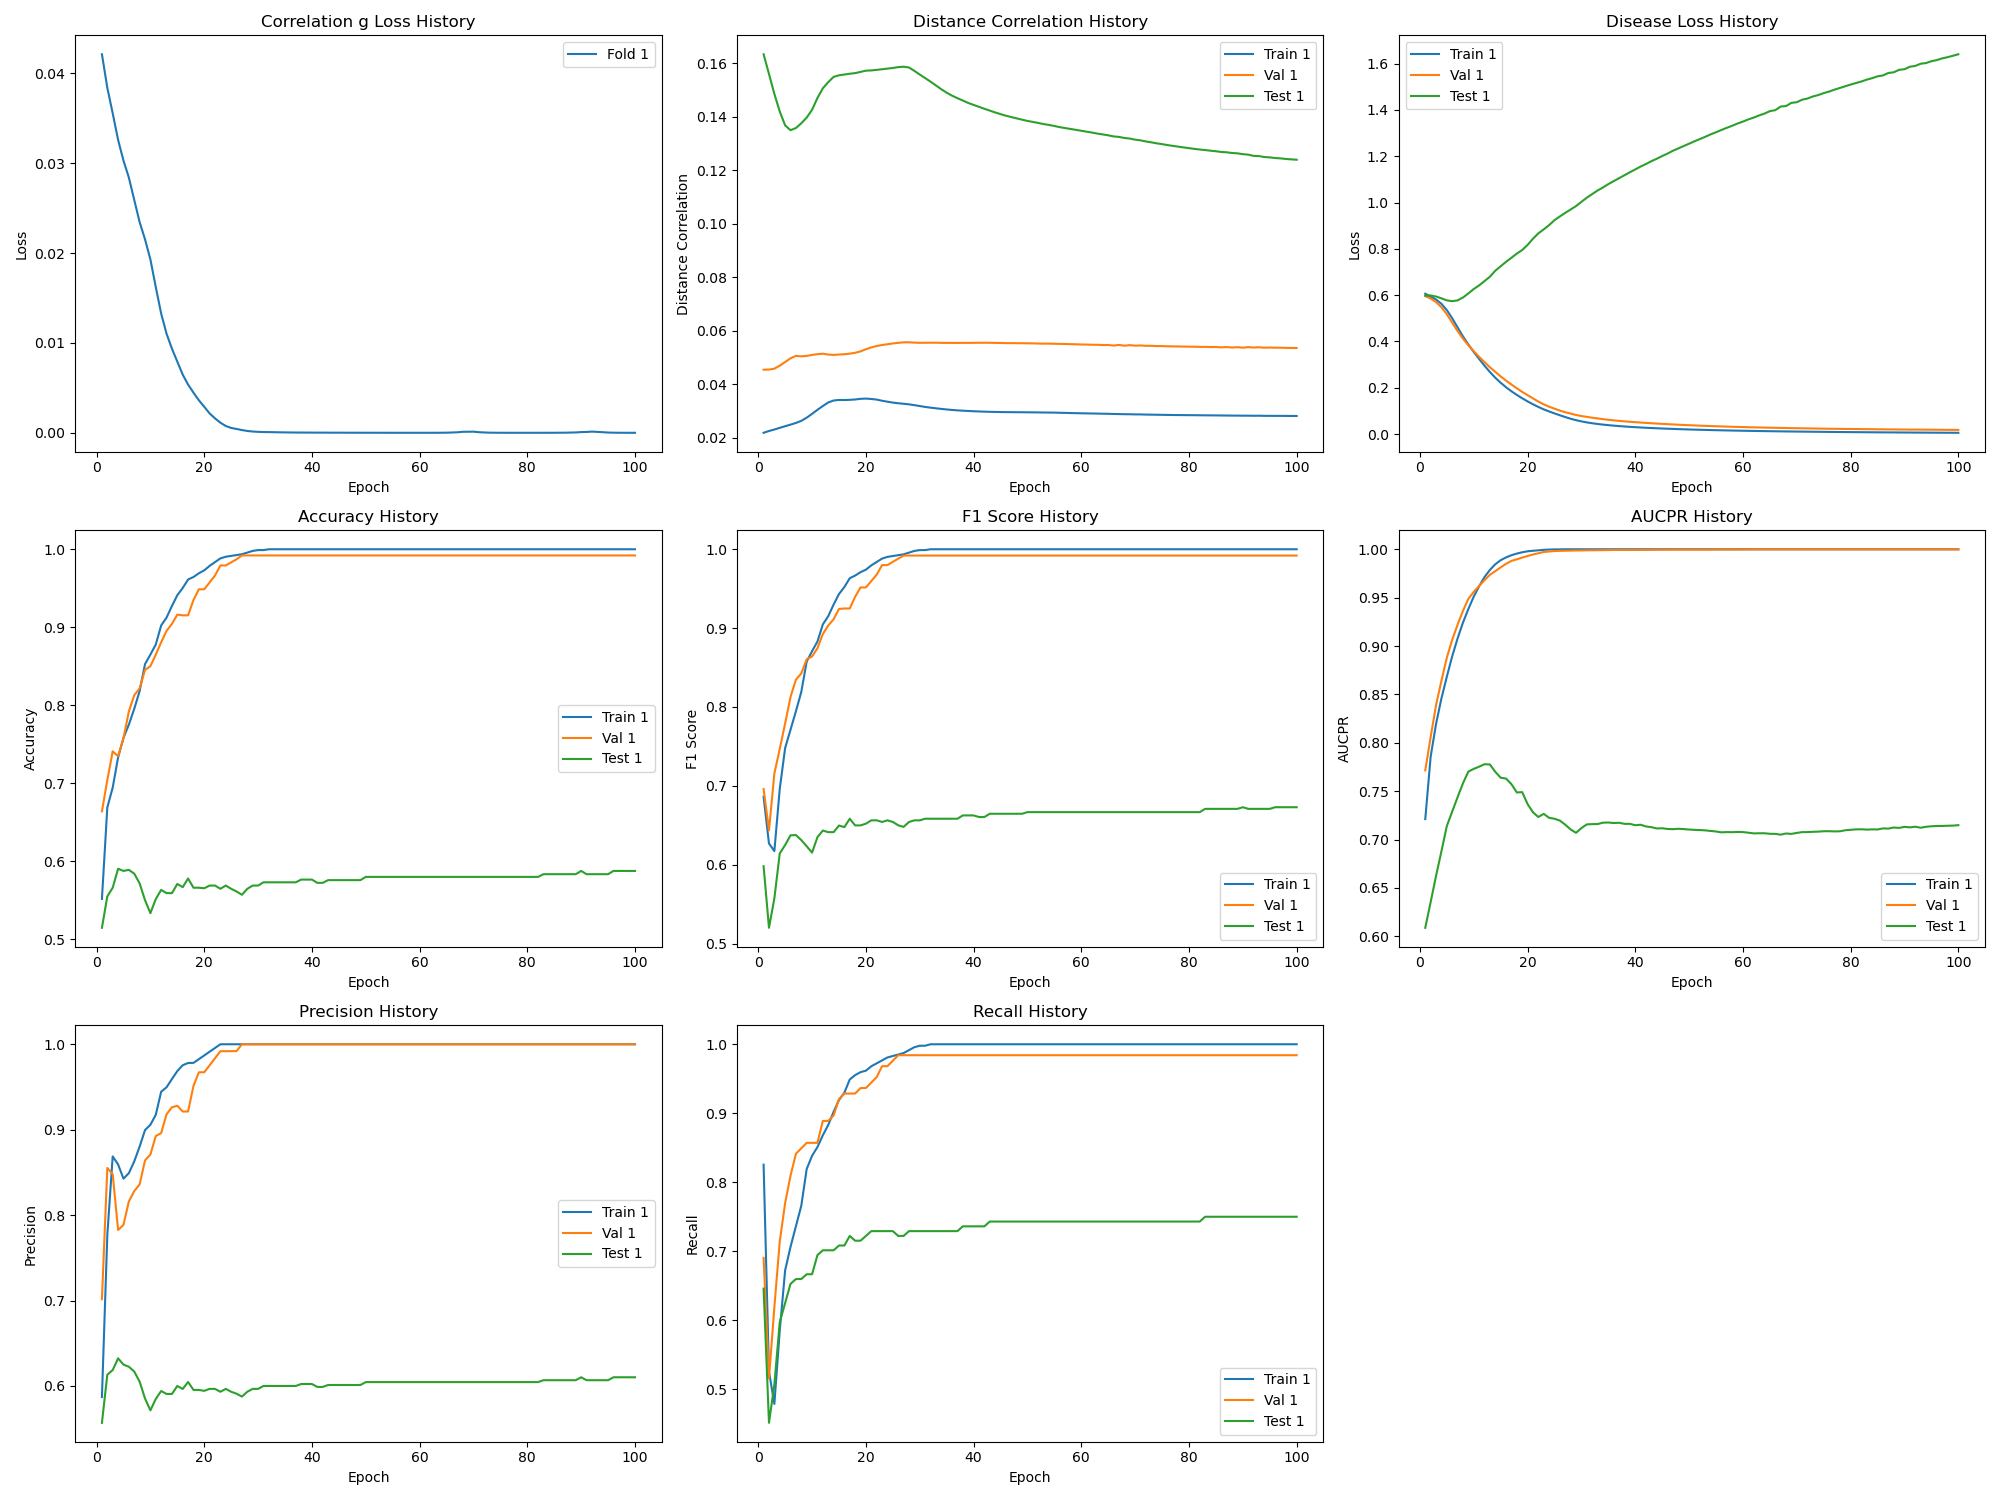 Correlation g Loss History
Loss
0.04
0.03
0.02
0.01
0.00
0 20 40 60 80 100
Epoch
Fold 1
Distance Correlation History
Distance Correlation
0.16
0.14
0.12
0.10
0.08
0.06
0.04
0.02
0 20 40 60 80 100
Epoch
Train 1
Val 1
Test 1
Disease Loss History
Loss
1.6
1.4
1.2
1.0
0.8
0.6
0.4
0.2
0.0
0 20 40 60 80 100
Epoch
Train 1
Val 1
Test 1
Accuracy History
Accuracy
1.0
0.9
0.8
0.7
0.6
0.5
0 20 40 60 80 100
Epoch
Train 1
Val 1
Test 1
F1 Score History
F1 Score
1.0
0.9
0.8
0.7
0.6
0.5
0 20 40 60 80 100
Epoch
Train 1
Val 1
Test 1
AUCPR History
AUCPR
1.00
0.95
0.90
0.85
0.80
0.75
0.70
0.65
0.60
0 20 40 60 80 100
Epoch
Train 1
Val 1
Test 1
Precision History
Precision
1.0
0.9
0.8
0.7
0.6
0 20 40 60 80 100
Epoch
Train 1
Val 1
Test 1
Recall History
Recall
1.0
0.9
0.8
0.7
0.6
0.5
0 20 40 60 80 100
Epoch
Train 1
Val 1
Test 1